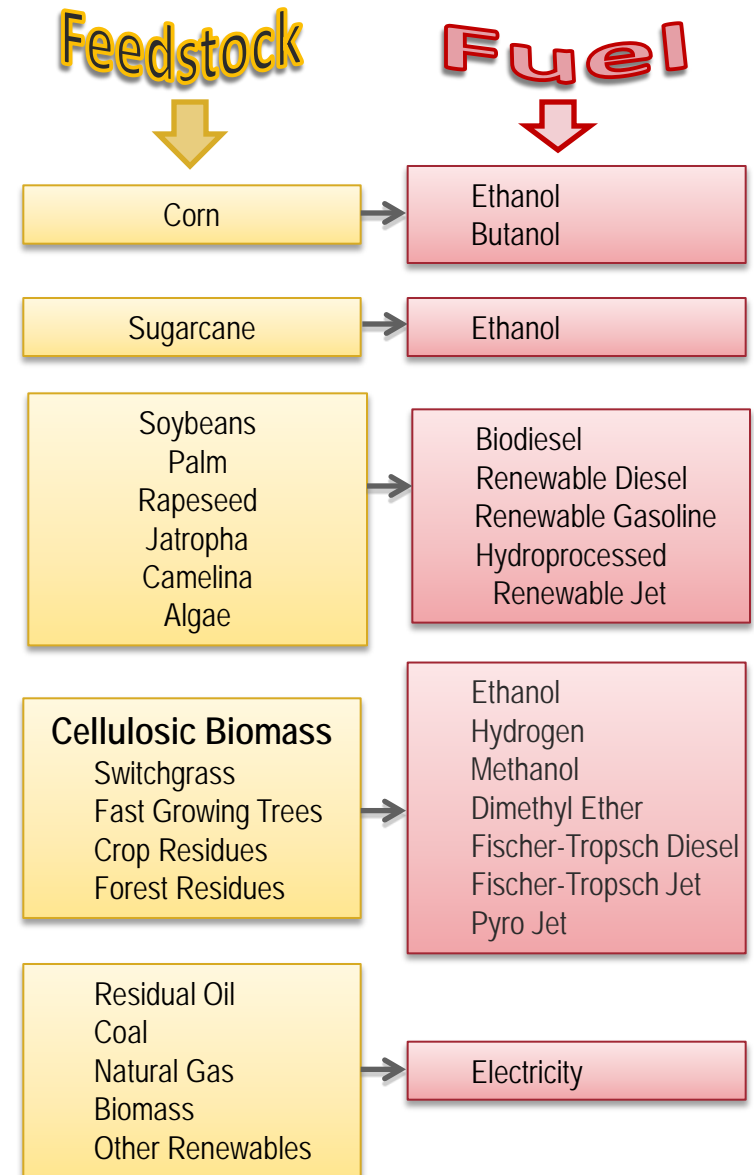 Feedstock
Fuel
Corn
Ethanol
Butanol
Sugarcane
Ethanol
Soybeans
Palm
Rapeseed
Jatropha
Camelina
Algae
Biodiesel
Renewable Diesel
Renewable Gasoline
Hydroprocessed
Renewable Jet
Cellulosic Biomass
Switchgrass
Fast Growing Trees
Crop Residues
Forest Residues
Ethanol
Hydrogen
Methanol
Dimethyl Ether
Fischer-Tropsch Diesel
Fischer-Tropsch Jet
Pyro Jet
Residual Oil
Coal
Natural Gas
Biomass
Other Renewables
Electricity